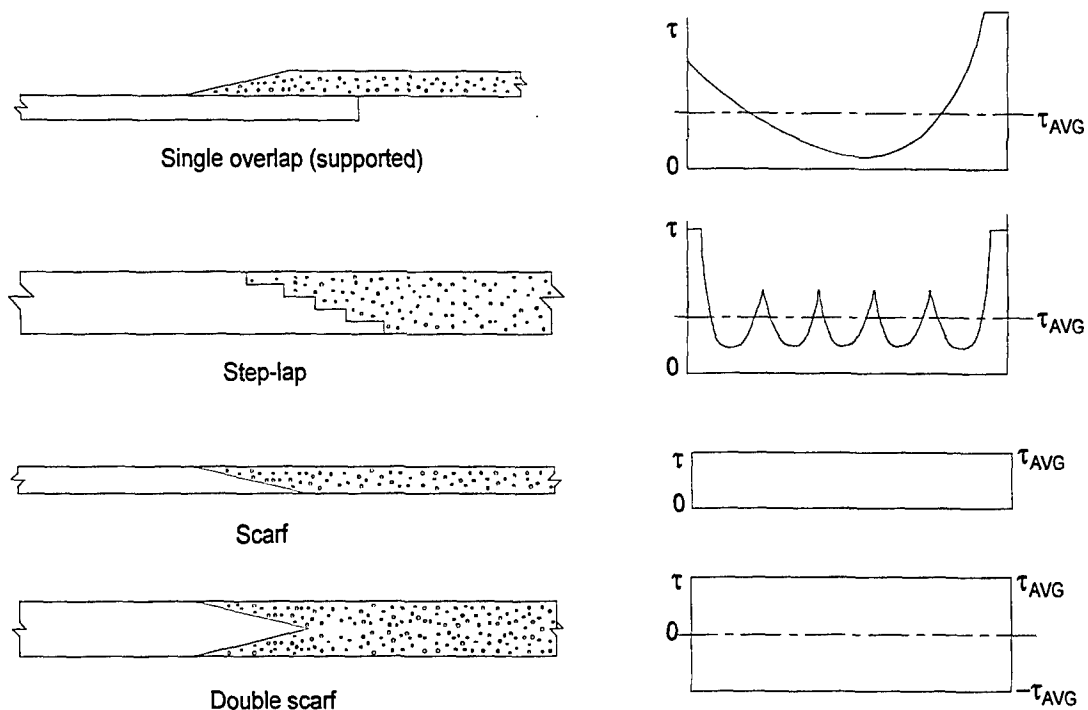 τ
τAVG
0
Single overlap (supported)
τ
τAVG
0
Step-lap
τ
τAVG
0
Scarf
τ
τAVG
0
-τAVG
Double scarf